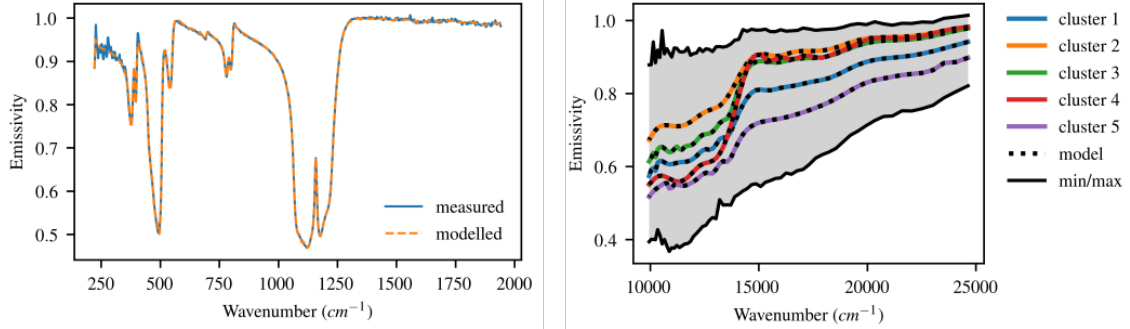 1.0
0.9
0.8
0.7
0.6
0.5
Emissivity
measured
modelled
250
500
750
1000
1250
1500
1750
2000
Wavenumber (cm⁻¹)
1.0
0.8
0.6
0.4
Emissivity
10000
15000
20000
25000
Wavenumber (cm⁻¹)
cluster 1
cluster 2
cluster 3
cluster 4
cluster 5
model
min/max